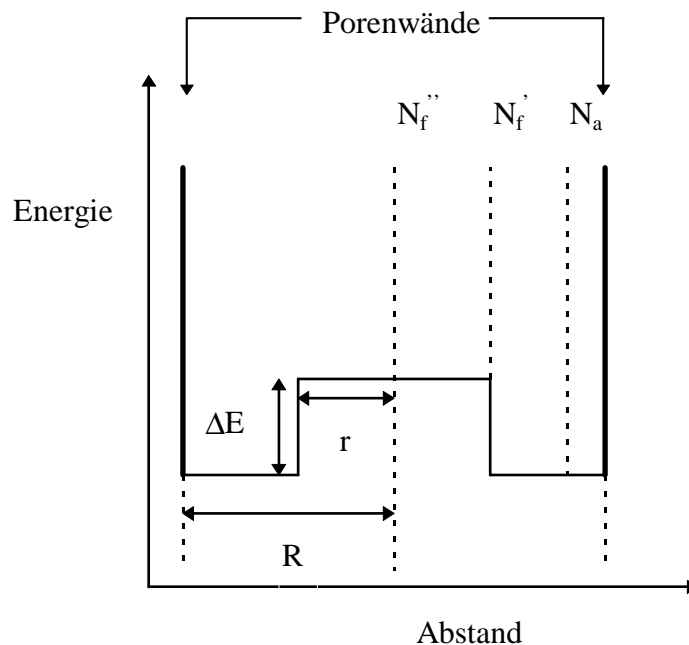 Porenwände
N_f'' N_f' N_a
Energie
ΔE
r
R
Abstand